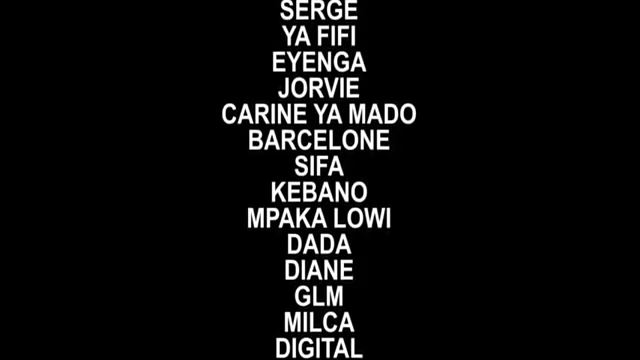 SERGE
YA FIFI
EYENGA
JORVIE
CARINE YA MADO
BARCELONE
SIFA
KEBANO
MPAKA LOWI
DADA
DIANE
GLM
MILCA
DIGITAL